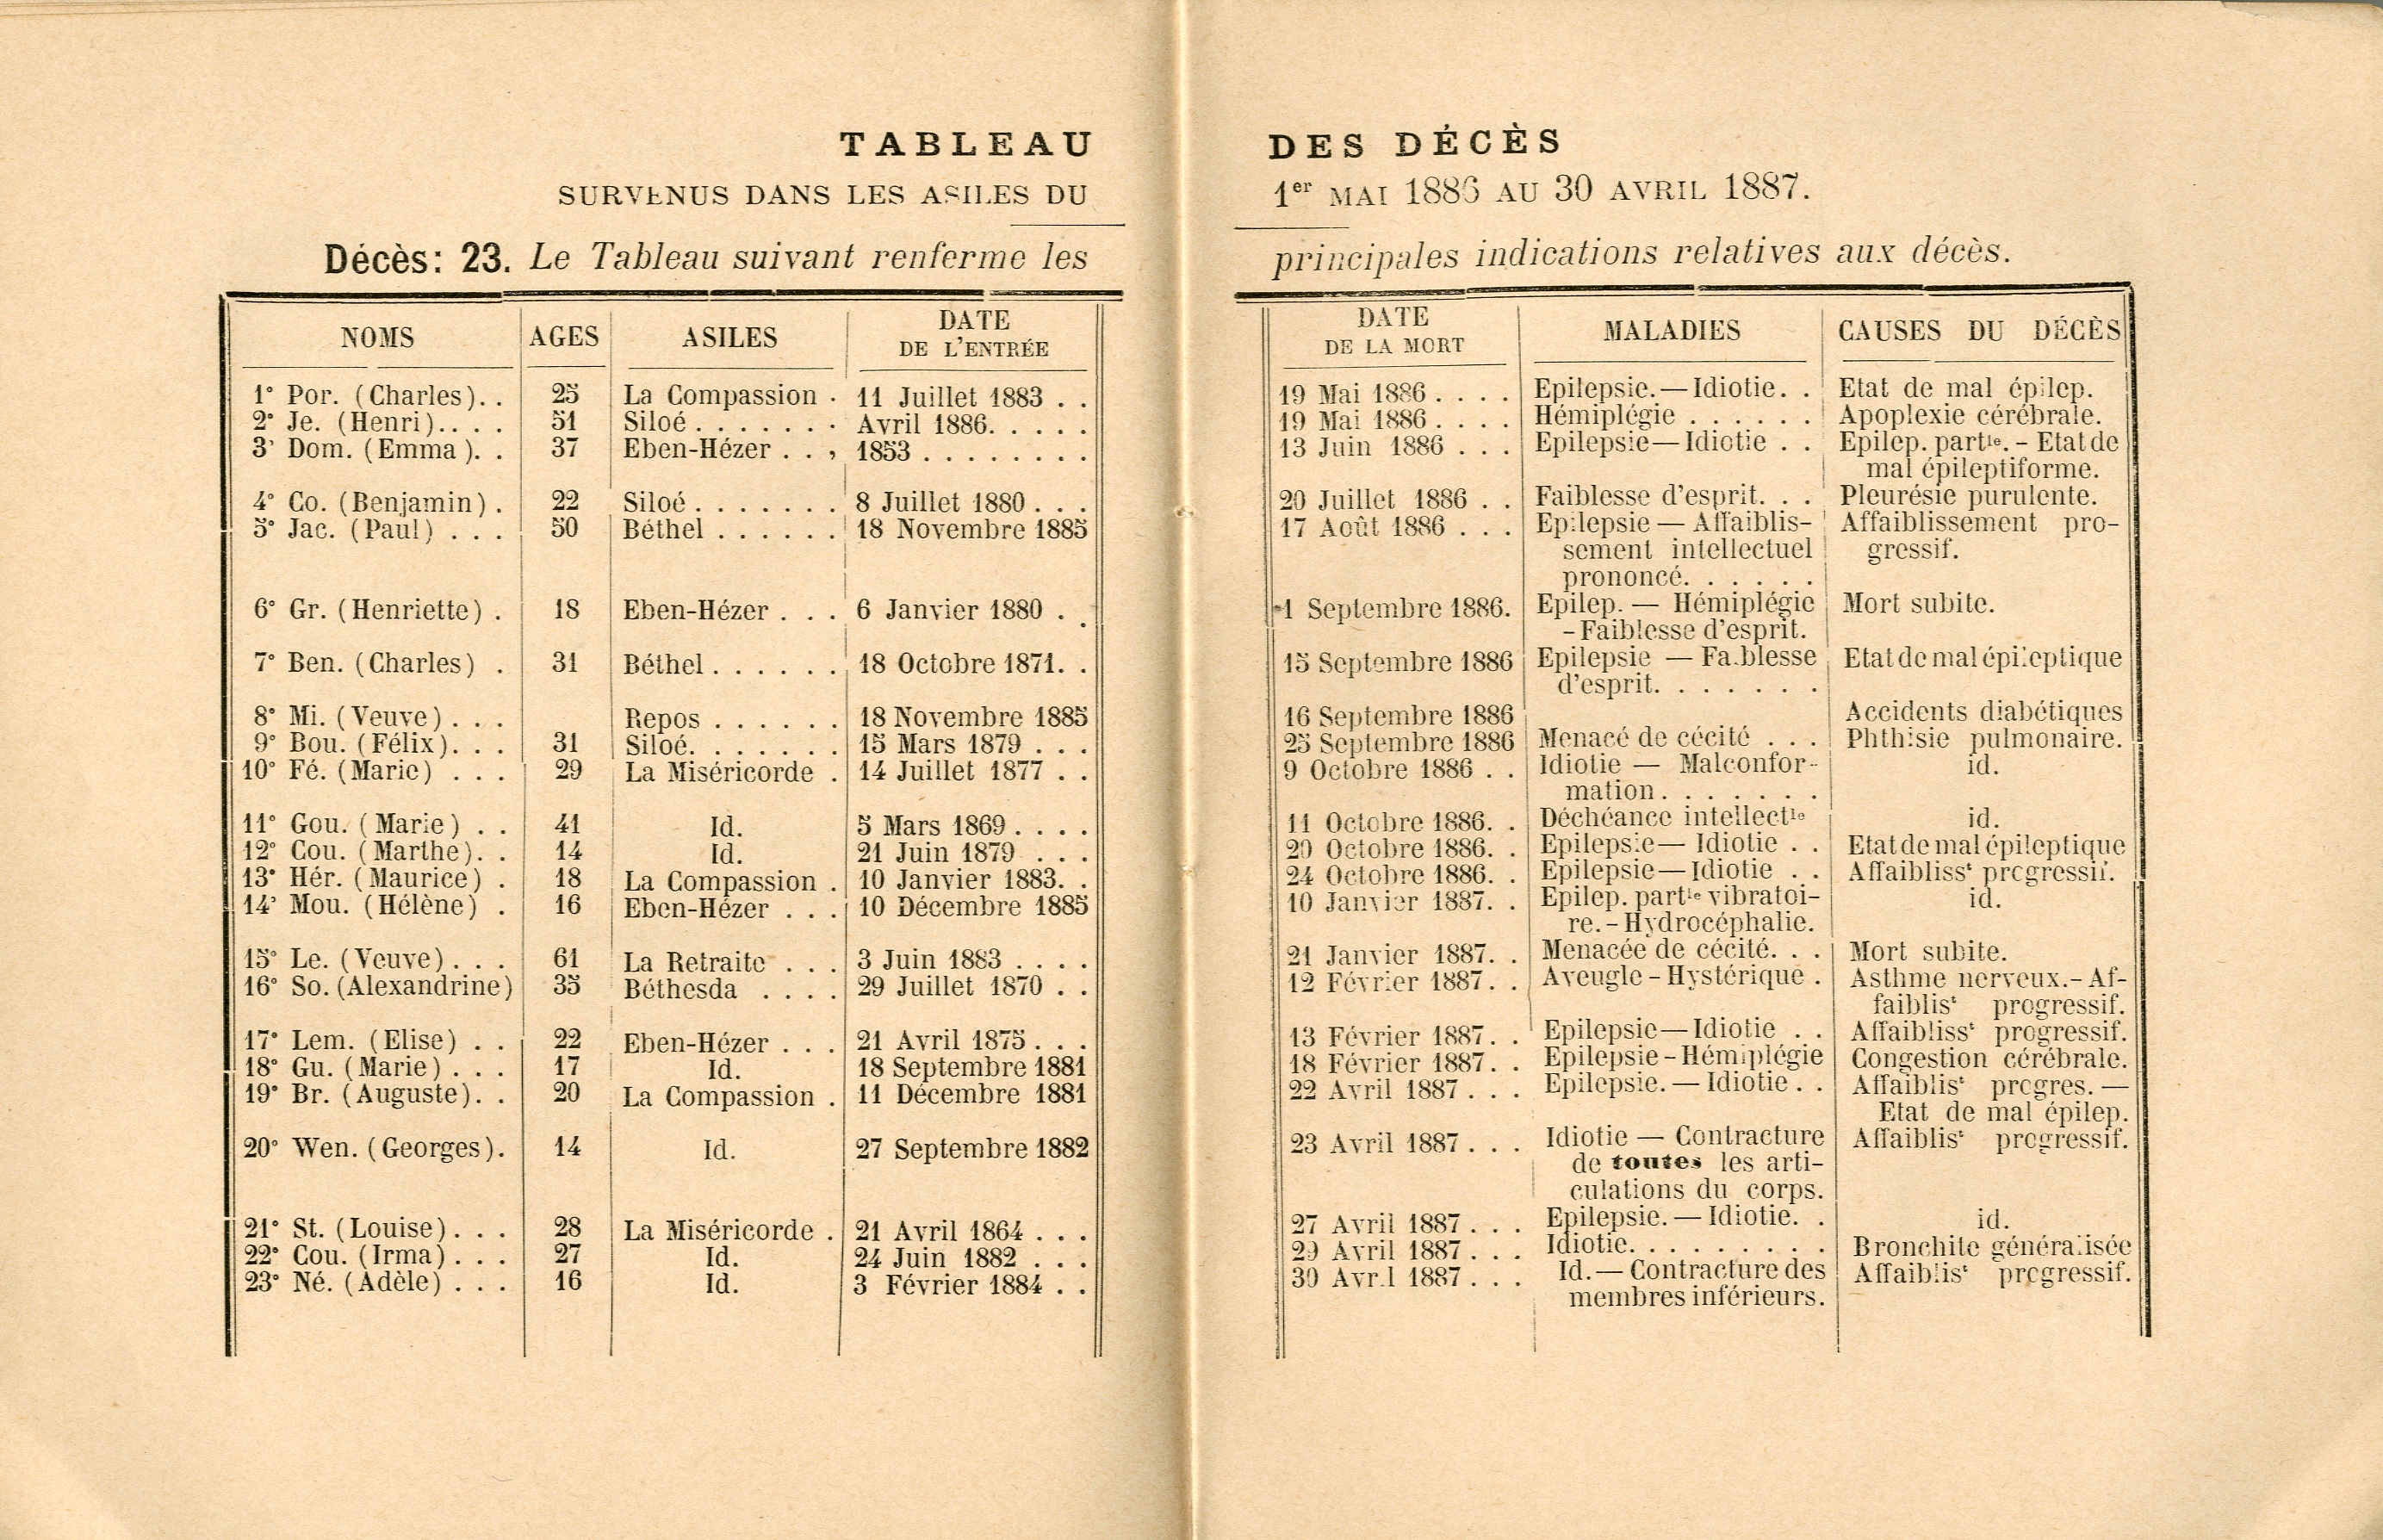 TABLEAU
SURVENUS DANS LES ASILES DU
Décès: 23. Le Tableau suivant renferme les
NOMS AGES ASILES DATE DE L'ENTRÉE
1° Por. (Charles). . 25 La Compassion . 11 Juillet 1883 . .
2° Je. (Henri). . . . 51 Siloé . . . . . . . Avril 1886. . . . .
3° Dom. (Emma ). . 37 Eben-Hézer . . , 1853 . . . . . . . .
4° Co. (Benjamin) . 22 Siloé . . . . . . . 8 Juillet 1880 . . .
5° Jac. (Paul) . . . 50 Béthel . . . . . . 18 Novembre 1885
6° Gr. (Henriette) . 18 Eben-Hézer . . . 6 Janvier 1880 . .
7° Ben. (Charles) . 31 Béthel . . . . . . 18 Octobre 1871. .
8° Mi. (Veuve) . . . Repos . . . . . . 18 Novembre 1885
9° Bou. (Félix). . . 31 Siloé. . . . . . . 15 Mars 1879 . . .
10° Fé. (Marie) . . . 29 La Miséricorde . 14 Juillet 1877 . .
11° Gou. (Marie) . . 41 Id. 5 Mars 1869 . . . .
12° Cou. (Marthe). . 14 Id. 21 Juin 1879 . . .
13° Hér. (Maurice) . 18 La Compassion . 10 Janvier 1883. .
14° Mou. (Hélène) . 16 Eben-Hézer . . . 10 Décembre 1885
15° Le. (Veuve) . . . 61 La Retraite . . . 3 Juin 1883 . . . .
16° So. (Alexandrine) 35 Béthesda . . . . 29 Juillet 1870 . .
17° Lem. (Elise) . . 22 Eben-Hézer . . . 21 Avril 1875 . . .
18° Gu. (Marie) . . . 17 Id. 18 Septembre 1881
19° Br. (Auguste). . 20 La Compassion . 11 Décembre 1881
20° Wen. (Georges). 14 Id. 27 Septembre 1882
21° St. (Louise) . . . 28 La Miséricorde . 21 Avril 1864 . . .
22° Cou. (Irma) . . . 27 Id. 24 Juin 1882 . . .
23° Né. (Adèle) . . . 16 Id. 3 Février 1884 . .
DES DÉCÈS
1er MAI 1886 AU 30 AVRIL 1887.
principales indications relatives aux décès.
DATE DE LA MORT MALADIES CAUSES DU DÉCÈS
19 Mai 1886 . . . . Epilepsie. — Idiotie. . Etat de mal épilep.
19 Mai 1886 . . . . Hémiplégie . . . . . . Apoplexie cérébrale.
13 Juin 1886 . . . Epilepsie — Idiotie . . Epilep. partle. - Etat de
mal épileptiforme.
20 Juillet 1886 . . Faiblesse d'esprit. . . Pleurésie purulente.
17 Août 1886 . . . Epilepsie — Affaiblis- Affaiblissement pro-
sement intellectuel gressif.
prononcé. . . . . .
1 Septembre 1886. Epilep. — Hémiplégie Mort subite.
- Faiblesse d'esprit.
15 Septembre 1886 Epilepsie — Faiblesse Etat de mal épileptique
d'esprit. . . . . . .
16 Septembre 1886 Accidents diabétiques
25 Septembre 1886 Menacé de cécité . . . Phthisie pulmonaire.
9 Octobre 1886 . . Idiotie — Malconfor- id.
mation . . . . . . .
11 Octobre 1886. . Déchéance intellectle id.
20 Octobre 1886. . Epilepsie — Idiotie . . Etat de mal épileptique
24 Octobre 1886. . Epilepsie — Idiotie . . Affaiblisst progressif.
10 Janvier 1887. . Epilep. partle vibratoi- id.
re. - Hydrocéphalie.
21 Janvier 1887. . Menacée de cécité. . . Mort subite.
12 Février 1887. . Aveugle - Hystérique . Asthme nerveux. - Af-
faiblist progressif.
13 Février 1887. . Epilepsie — Idiotie . . Affaiblisst progressif.
18 Février 1887. . Epilepsie - Hémiplégie Congestion cérébrale.
22 Avril 1887 . . . Epilepsie. — Idiotie . . Affaiblist progres. —
Etat de mal épilep.
23 Avril 1887 . . . Idiotie — Contracture Affaiblist progressif.
de toutes les arti-
culations du corps.
27 Avril 1887 . . . Epilepsie. — Idiotie. . id.
29 Avril 1887 . . . Idiotie. . . . . . . . . Bronchite généralisée
30 Avril 1887 . . . Id. — Contracture des Affaiblist progressif.
membres inférieurs.